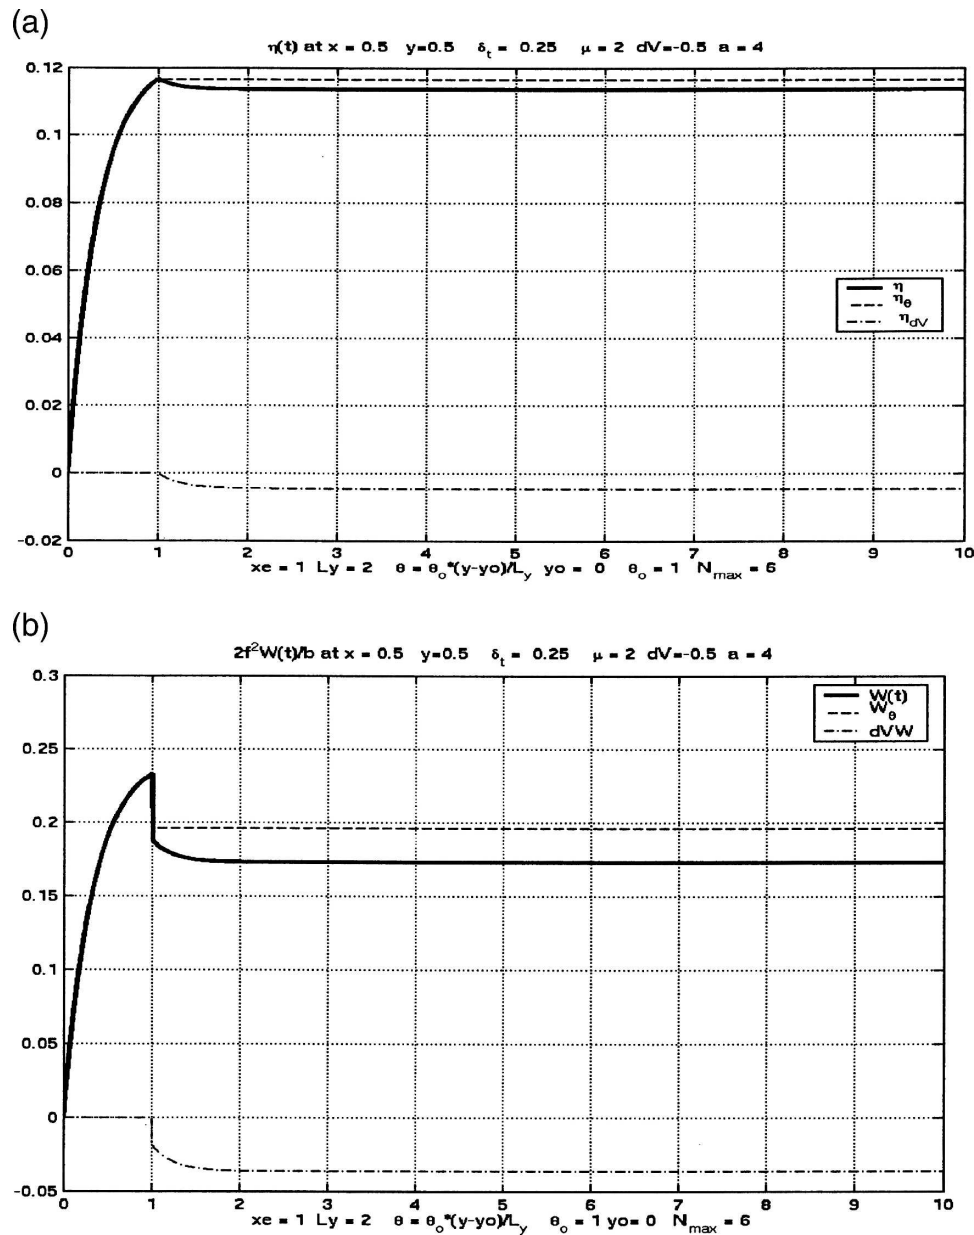 (a)
η(t) at x = 0.5 y=0.5 δt = 0.25 μ = 2 dV=-0.5 a = 4
0.12
0.1
0.08
0.06
0.04
0.02
0
-0.02
η
ηθ
ηdV
0 1 2 3 4 5 6 7 8 9 10
xe = 1 Ly = 2 θ = θo*(y-yo)/Ly yo = 0 θo = 1 Nmax = 6
(b)
2f²W(t)/b at x = 0.5 y=0.5 δt = 0.25 μ = 2 dV=-0.5 a = 4
0.3
0.25
0.2
0.15
0.1
0.05
0
-0.05
W(t)
Wθ
dVW
0 1 2 3 4 5 6 7 8 9 10
xe = 1 Ly = 2 θ = θo*(y-yo)/Ly θo = 1 yo= 0 Nmax = 6